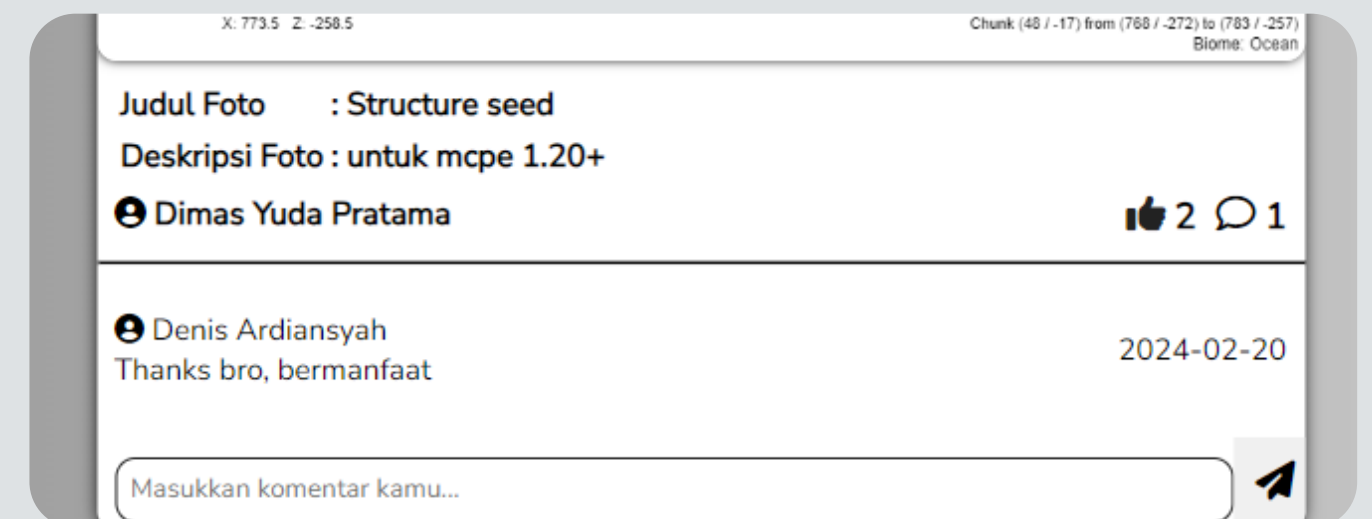 X: 773.5 Z: -258.5
Chunk (48 / -17) from (768 / -272) to (783 / -257)
Biome: Ocean
Judul Foto : Structure seed
Deskripsi Foto : untuk mcpe 1.20+
Dimas Yuda Pratama
2 1
Denis Ardiansyah
2024-02-20
Thanks bro, bermanfaat
Masukkan komentar kamu...